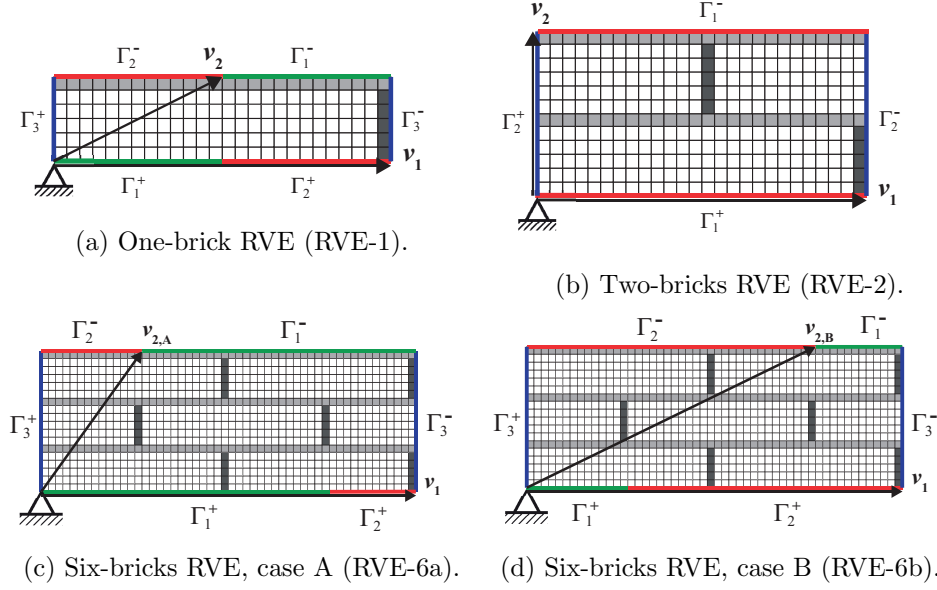 Γ₂⁻ v₂ Γ₁⁻
Γ₃⁺ Γ₃⁻
v₁
Γ₁⁺ Γ₂⁺
(a) One-brick RVE (RVE-1).
v₂ Γ₁⁻
Γ₂⁺ Γ₂⁻
v₁
Γ₁⁺
(b) Two-bricks RVE (RVE-2).
Γ₂⁻ v₂,A Γ₁⁻
Γ₃⁺ Γ₃⁻
v₁
Γ₁⁺ Γ₂⁺
(c) Six-bricks RVE, case A (RVE-6a).
Γ₂⁻ v₂,B Γ₁⁻
Γ₃⁺ Γ₃⁻
v₁
Γ₁⁺ Γ₂⁺
(d) Six-bricks RVE, case B (RVE-6b).